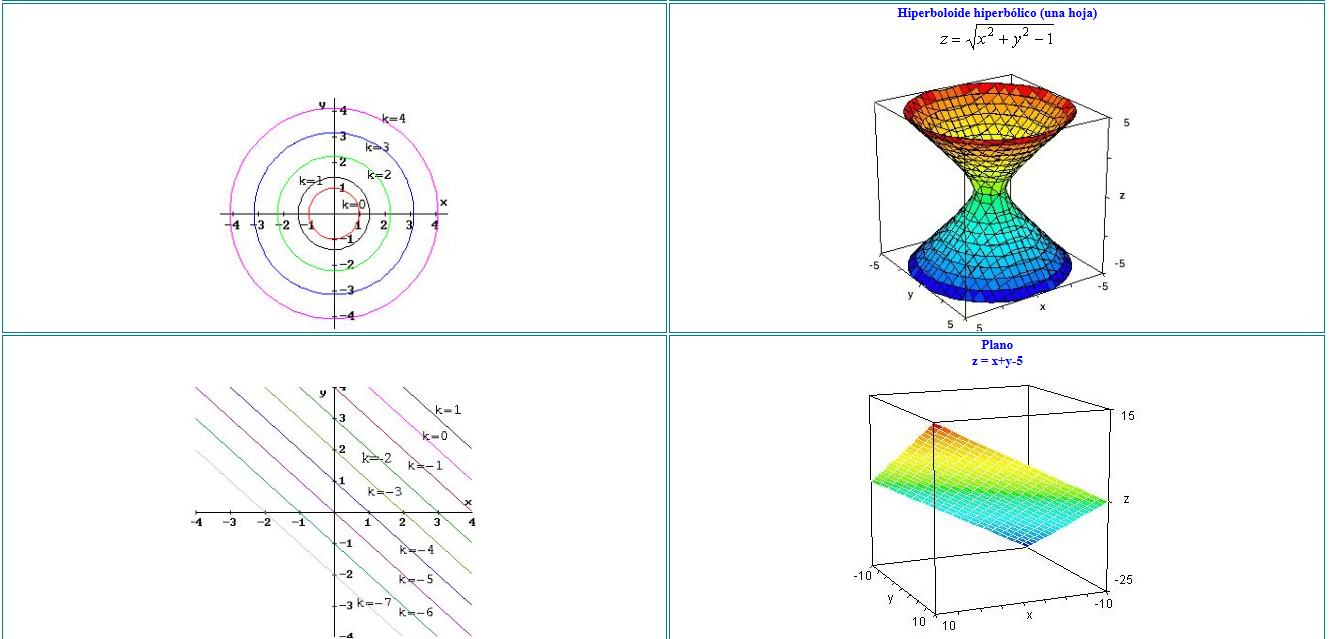 y
4
k=4
3
k=3
2
k=2
k=1
1
k=0
x
-4 -3 -2 -1 1 2 3 4
-1
-2
-3
-4
Hiperboloide hiperbólico (una hoja)
z = √x² + y² − 1
5
z
-5
-5
y
x
-5
5 5
y
4
k=1
3
k=0
2
k=-2
k=-1
1
k=-3
x
-4 -3 -2 -1 1 2 3 4
-1
k=-4
-2
k=-5
-3
k=-7
k=-6
-4
Plano
z = x+y-5
15
z
-25
-10
y
x
-10
10 10